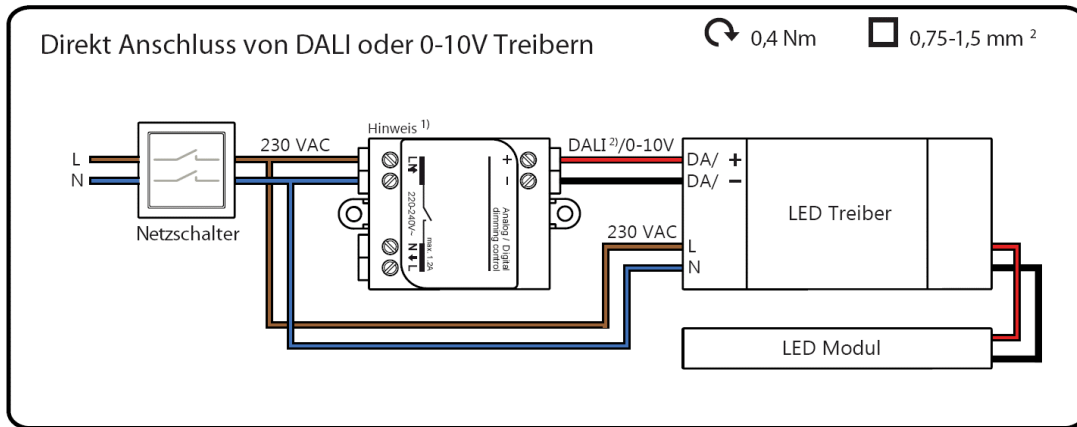 Direkt Anschluss von DALI oder 0-10V Treibern
0,4 Nm
0,75-1,5 mm ²
Hinweis ¹⁾
230 VAC
DALI ²⁾/0-10V
L
N
Netzschalter
LN
220-240V~
N L
max. 1.2A
+
−
Analog / Digital
dimming control
DA/ +
DA/ −
LED Treiber
230 VAC
L
N
LED Modul